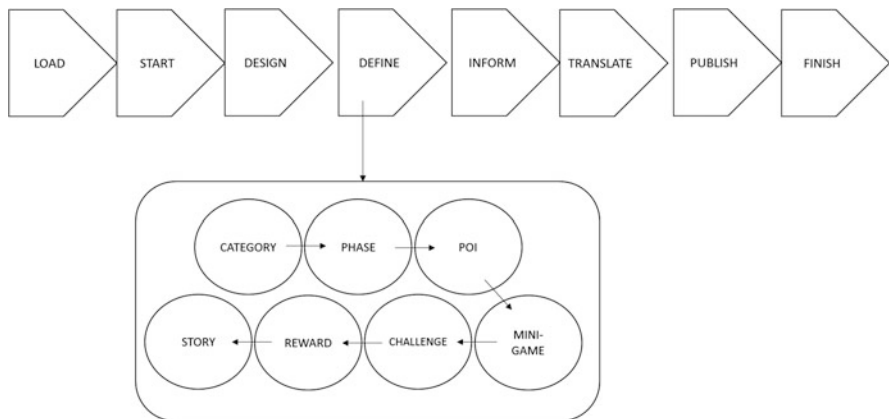 LOAD
START
DESIGN
DEFINE
INFORM
TRANSLATE
PUBLISH
FINISH
CATEGORY
PHASE
POI
MINI-
GAME
CHALLENGE
REWARD
STORY